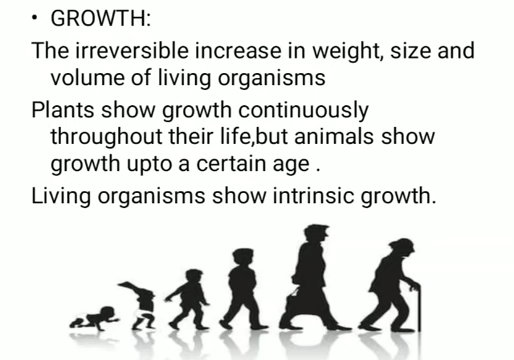 • GROWTH:
The irreversible increase in weight, size and
volume of living organisms
Plants show growth continuously
throughout their life,but animals show
growth upto a certain age .
Living organisms show intrinsic growth.